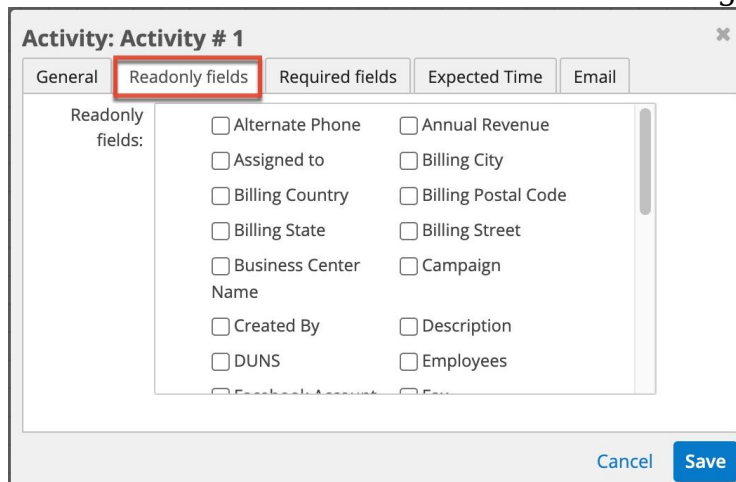 Activity: Activity # 1
General Readonly fields Required fields Expected Time Email
Readonly fields:
Alternate Phone Annual Revenue
Assigned to Billing City
Billing Country Billing Postal Code
Billing State Billing Street
Business Center Name Campaign
Created By Description
DUNS Employees
Cancel Save